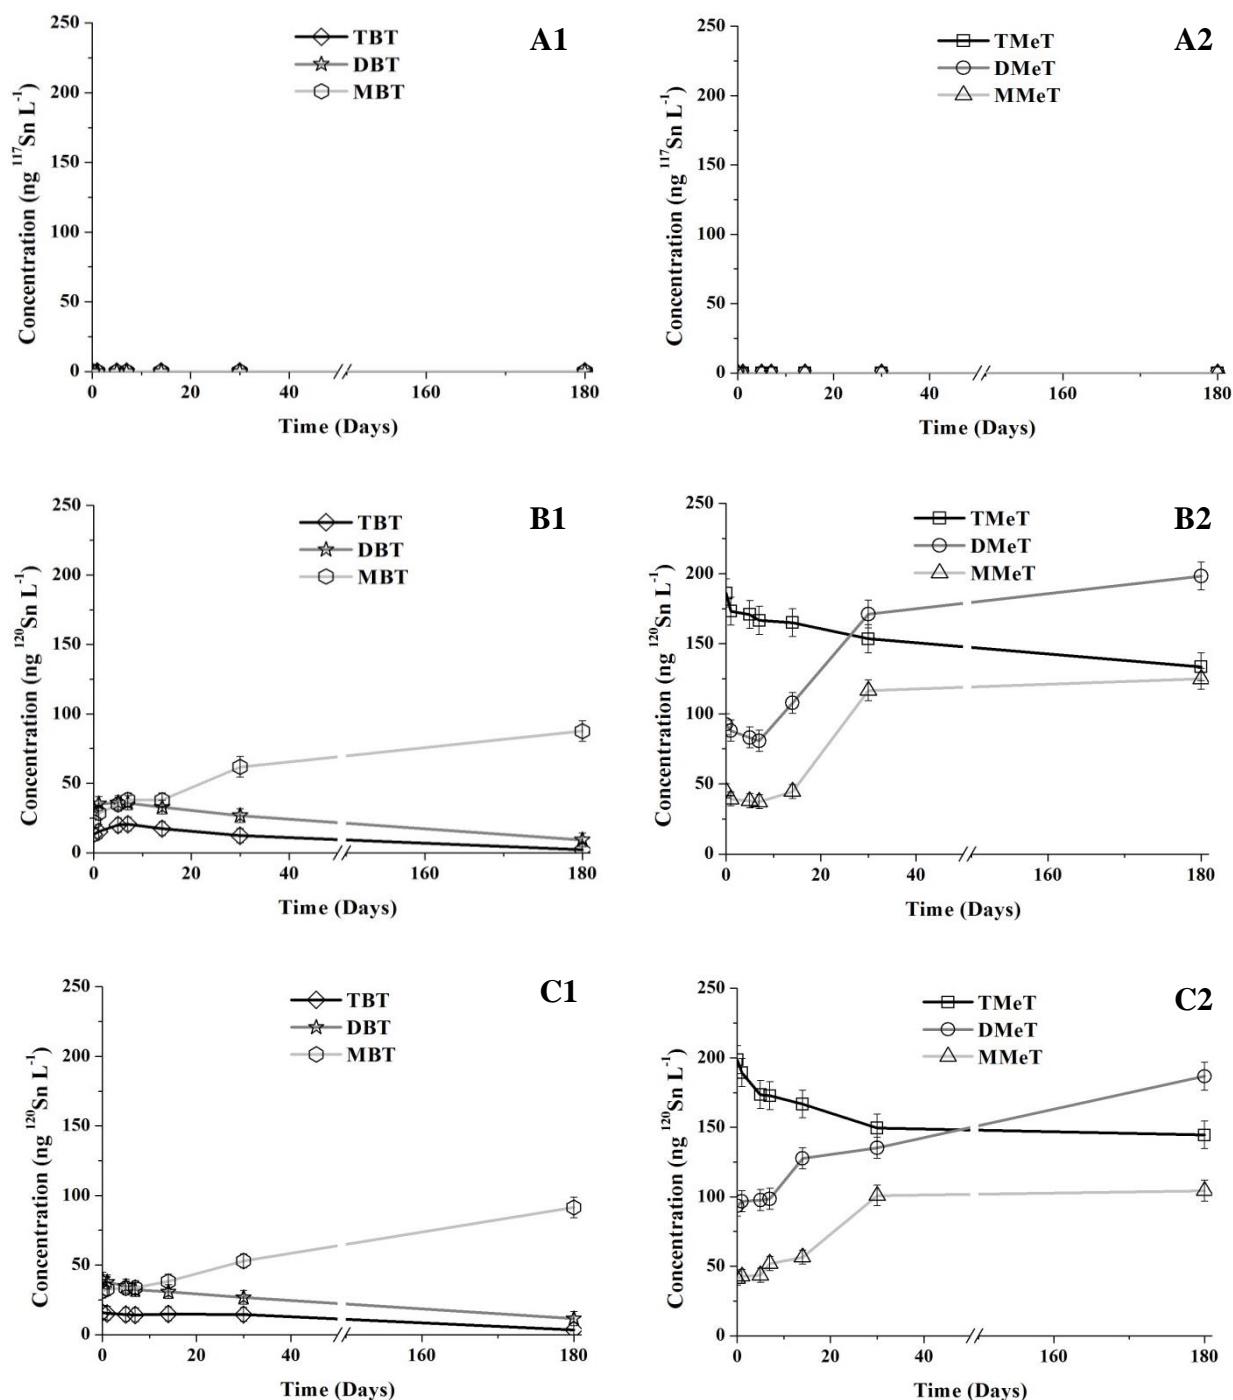 A1
TBT
DBT
MBT
250
200
150
100
50
0
Concentration (ng ¹¹⁷Sn L⁻¹)
0 20 40 160 180
Time (Days)
A2
TMeT
DMeT
MMeT
250
200
150
100
50
0
Concentration (ng ¹¹⁷Sn L⁻¹)
0 20 40 160 180
Time (Days)
B1
TBT
DBT
MBT
250
200
150
100
50
0
Concentration (ng ¹²⁰Sn L⁻¹)
0 20 40 160 180
Time (Days)
B2
TMeT
DMeT
MMeT
250
200
150
100
50
0
Concentration (ng ¹²⁰Sn L⁻¹)
0 20 40 160 180
Time (Days)
C1
TBT
DBT
MBT
250
200
150
100
50
0
Concentration (ng ¹²⁰Sn L⁻¹)
0 20 40 160 180
Time (Days)
C2
TMeT
DMeT
MMeT
250
200
150
100
50
0
Concentration (ng ¹²⁰Sn L⁻¹)
0 20 40 160 180
Time (Days)